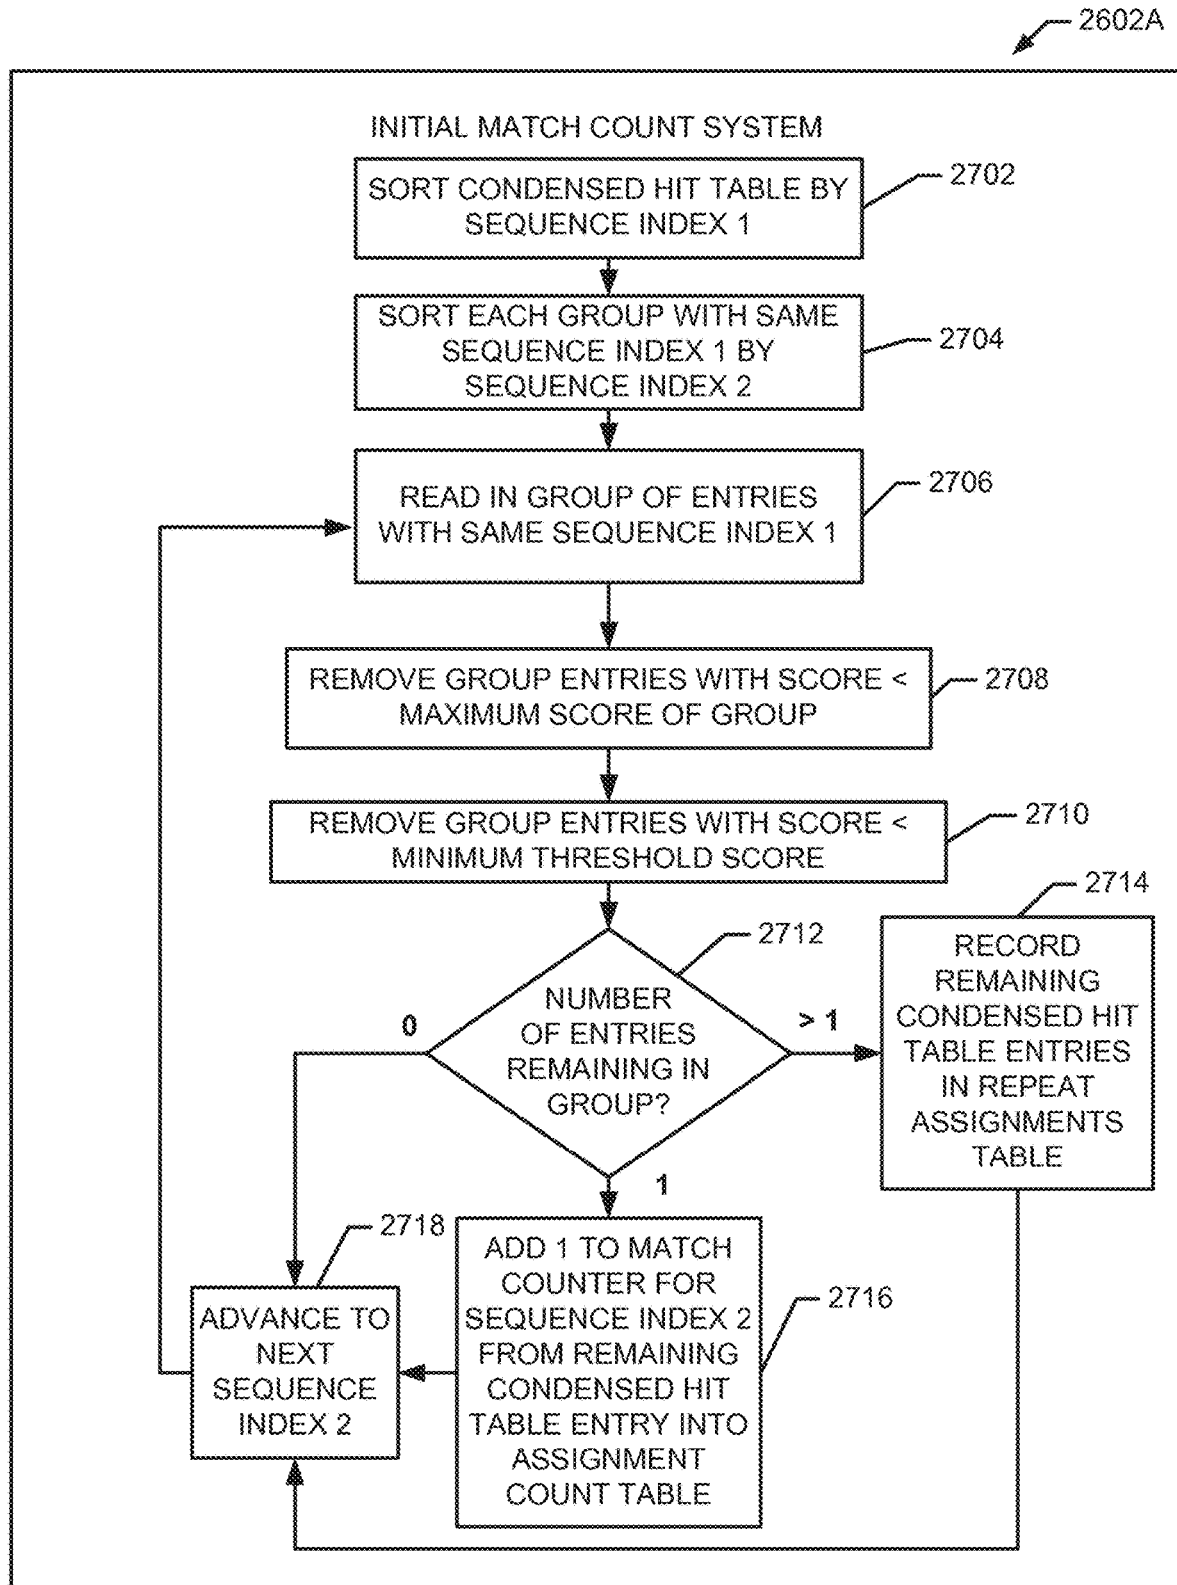 2602A
INITIAL MATCH COUNT SYSTEM
SORT CONDENSED HIT TABLE BY
SEQUENCE INDEX 1
2702
SORT EACH GROUP WITH SAME
SEQUENCE INDEX 1 BY
SEQUENCE INDEX 2
2704
READ IN GROUP OF ENTRIES
WITH SAME SEQUENCE INDEX 1
2706
REMOVE GROUP ENTRIES WITH SCORE <
MAXIMUM SCORE OF GROUP
2708
REMOVE GROUP ENTRIES WITH SCORE <
MINIMUM THRESHOLD SCORE
2710
NUMBER
OF ENTRIES
REMAINING IN
GROUP?
2712
0
> 1
1
RECORD
REMAINING
CONDENSED HIT
TABLE ENTRIES
IN REPEAT
ASSIGNMENTS
TABLE
2714
ADD 1 TO MATCH
COUNTER FOR
SEQUENCE INDEX 2
FROM REMAINING
CONDENSED HIT
TABLE ENTRY INTO
ASSIGNMENT
COUNT TABLE
2716
ADVANCE TO
NEXT
SEQUENCE
INDEX 2
2718